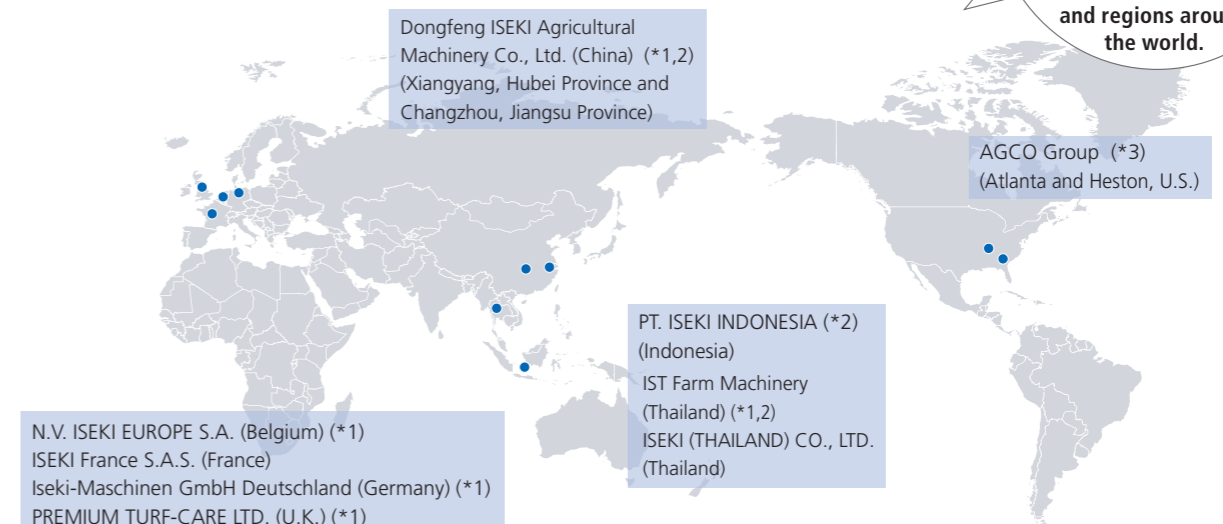 and regions arou
the world.
Dongfeng ISEKI Agricultural
Machinery Co., Ltd. (China) (*1,2)
(Xiangyang, Hubei Province and
Changzhou, Jiangsu Province)
AGCO Group (*3)
(Atlanta and Heston, U.S.)
PT. ISEKI INDONESIA (*2)
(Indonesia)
IST Farm Machinery
(Thailand) (*1,2)
ISEKI (THAILAND) CO., LTD.
(Thailand)
N.V. ISEKI EUROPE S.A. (Belgium) (*1)
ISEKI France S.A.S. (France)
Iseki-Maschinen GmbH Deutschland (Germany) (*1)
PREMIUM TURF-CARE LTD. (U.K.) (*1)